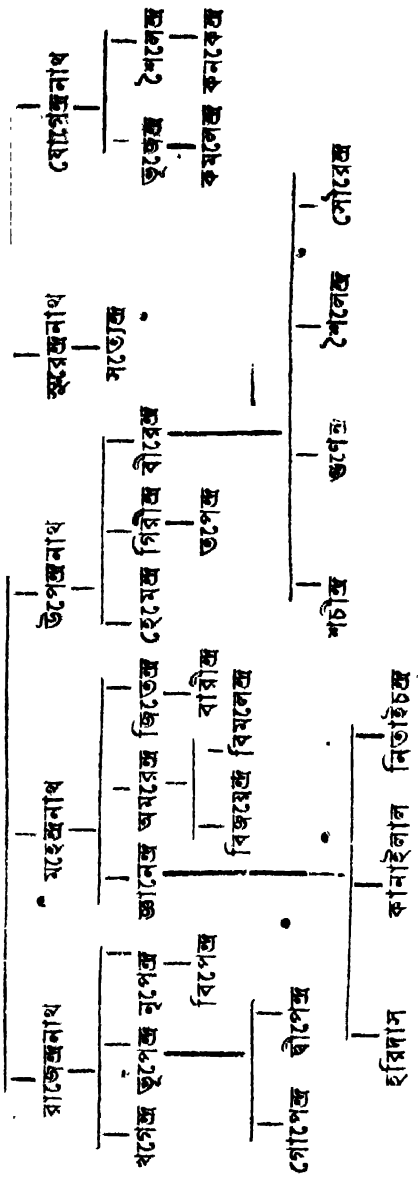 রাজেন্দ্রনাথ মহেন্দ্রনাথ উপেন্দ্রনাথ সুরেন্দ্রনাথ যোগেন্দ্রনাথ
খগেন্দ্র ভূপেন্দ্র নৃপেন্দ্র জ্ঞানেন্দ্র অমরেন্দ্র জিতেন্দ্র হেমেন্দ্র গিরীন্দ্র বীরেন্দ্র সত্যেন্দ্র ভূজেন্দ্র শৈলেন্দ্র
বিপেন্দ্র বিজয়েন্দ্র বিমলেন্দ্র বারীন্দ্র তপেন্দ্র কমলেন্দ্র কনকেন্দ্র
গোপেন্দ্র দ্বীপেন্দ্র শচীন্দ্র ফণীন্দ্র শৈলেন্দ্র সৌরেন্দ্র
হরিদাস কানাইলাল নিতাইচন্দ্র